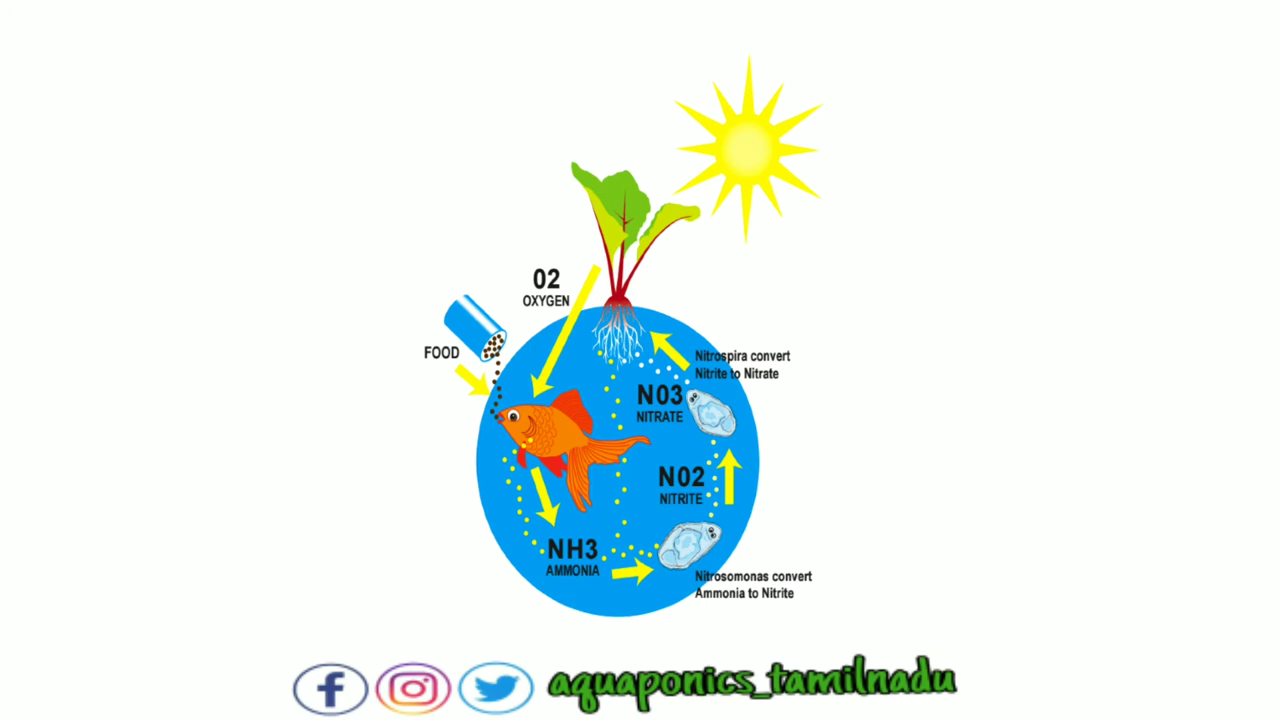 02
OXYGEN
FOOD
Nitrospira convert
Nitrite to Nitrate
N03
NITRATE
N02
NITRITE
NH3
AMMONIA
Nitrosomonas convert
Ammonia to Nitrite
aquaponics_tamilnadu